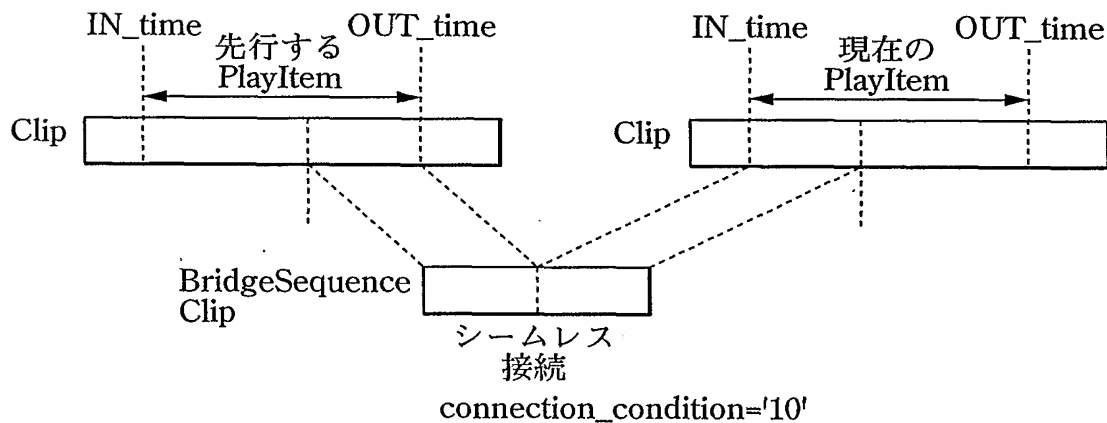 IN_time
先行する
PlayItem
OUT_time
Clip
IN_time
現在の
PlayItem
OUT_time
Clip
BridgeSequence
Clip
シームレス
接続
connection_condition='10'